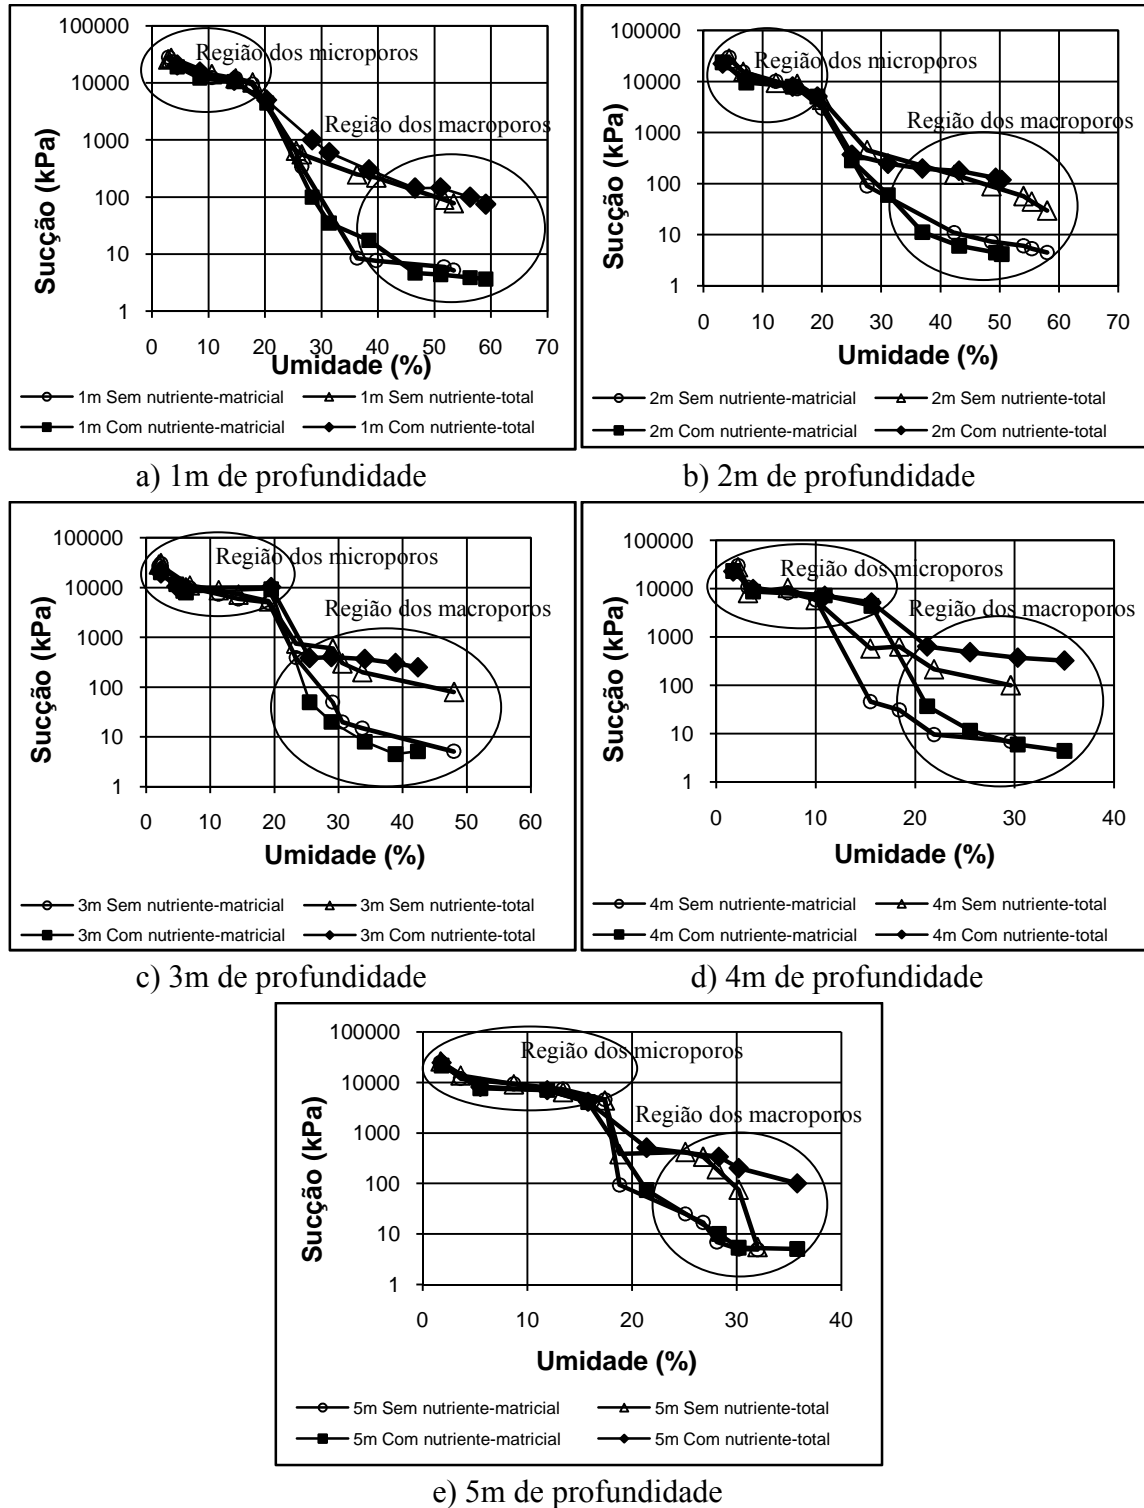 100000
10000
1000
100
10
1
Sucção (kPa)
Região dos microporos
Região dos macroporos
0 10 20 30 40 50 60 70
Umidade (%)
1m Sem nutriente-matricial 1m Sem nutriente-total
1m Com nutriente-matricial 1m Com nutriente-total
a) 1m de profundidade
100000
10000
1000
100
10
1
Sucção (kPa)
Região dos microporos
Região dos macroporos
0 10 20 30 40 50 60 70
Umidade (%)
2m Sem nutriente-matricial 2m Sem nutriente-total
2m Com nutriente-matricial 2m Com nutriente-total
b) 2m de profundidade
100000
10000
1000
100
10
1
Sucção (kPa)
Região dos microporos
Região dos macroporos
0 10 20 30 40 50 60
Umidade (%)
3m Sem nutriente-matricial 3m Sem nutriente-total
3m Com nutriente-matricial 3m Com nutriente-total
c) 3m de profundidade
100000
10000
1000
100
10
1
Sucção (kPa)
Região dos microporos
Região dos macroporos
0 10 20 30 40
Umidade (%)
4m Sem nutriente-matricial 4m Sem nutriente-total
4m Com nutriente-matricial 4m Com nutriente-total
d) 4m de profundidade
100000
10000
1000
100
10
1
Sucção (kPa)
Região dos microporos
Região dos macroporos
0 10 20 30 40
Umidade (%)
5m Sem nutriente-matricial 5m Sem nutriente-total
5m Com nutriente-matricial 5m Com nutriente-total
e) 5m de profundidade